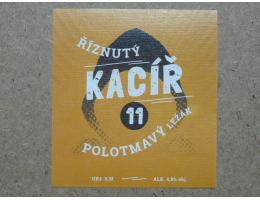 ŘÍZNUTÝ
KACÍŘ
11
POLOTMAVÝ LEŽÁK
OBJ. 0,5l ALK. 4,8% obj.